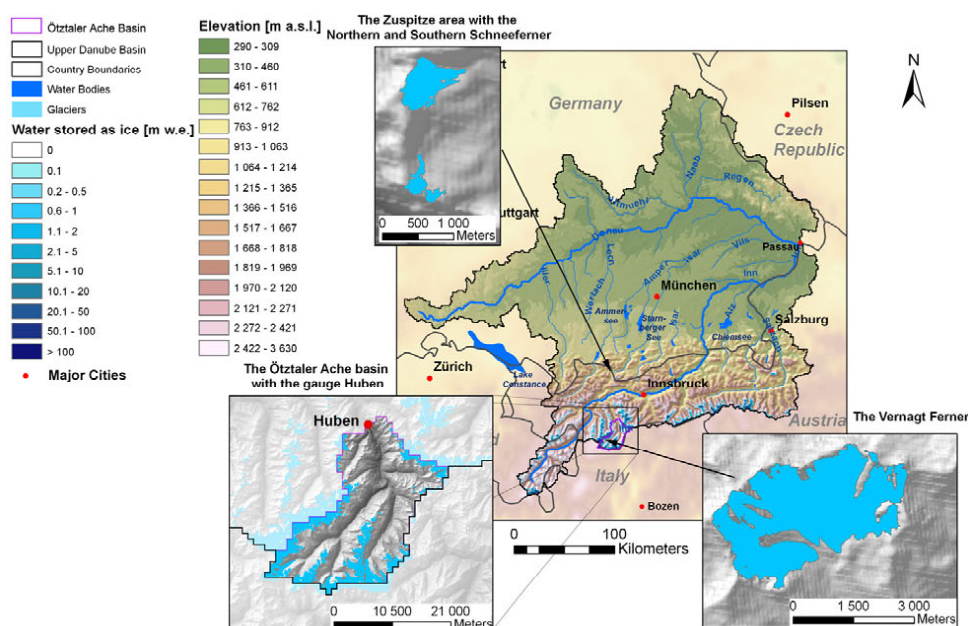 Ötztaler Ache Basin
Upper Danube Basin
Country Boundaries
Water Bodies
Glaciers
Water stored as ice [m w.e.]
0
0.1
0.2 - 0.5
0.6 - 1
1.1 - 2
2.1 - 5
5.1 - 10
10.1 - 20
20.1 - 50
50.1 - 100
> 100
Major Cities
Elevation [m a.s.l.]
290 - 309
310 - 460
461 - 611
612 - 762
763 - 912
913 - 1 063
1 064 - 1 214
1 215 - 1 365
1 366 - 1 516
1 517 - 1 667
1 668 - 1 818
1 819 - 1 969
1 970 - 2 120
2 121 - 2 271
2 272 - 2 421
2 422 - 3 630
The Zuspitze area with the
Northern and Southern Schneeferner
0 500 1 000
Meters
N
Germany
Pilsen
Czech
Republic
Naab
Regen
Donau
Vils
Passau
Isar
Amper
Inn
Iller
Lech
Wertach
München
Ammer-
see
Starn-
berger
See
Isar
Alz
Chiemsee
Salzburg
Zürich
Lake
Constance
Innsbruck
Austria
Italy
Bozen
0 100
Kilometers
The Ötztaler Ache basin
with the gauge Huben
Huben
0 10 500 21 000
Meters
The Vernagt Ferner
0 1 500 3 000
Meters